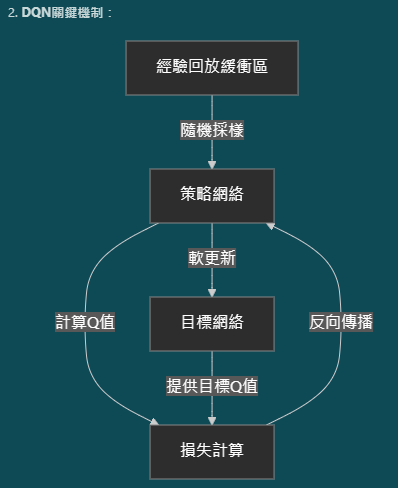 2. DQN關鍵機制：
經驗回放緩衝區
隨機採樣
策略網絡
軟更新
計算Q值
目標網絡
反向傳播
提供目標Q值
損失計算